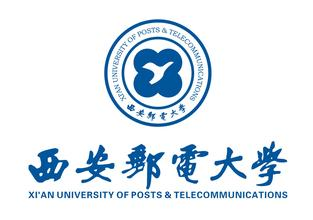 XI'AN UNIVERSITY OF POSTS & TELECOMMUNICATIONS
西安郵電大学
西安郵電大学
XI'AN UNIVERSITY OF POSTS & TELECOMMUNICATIONS